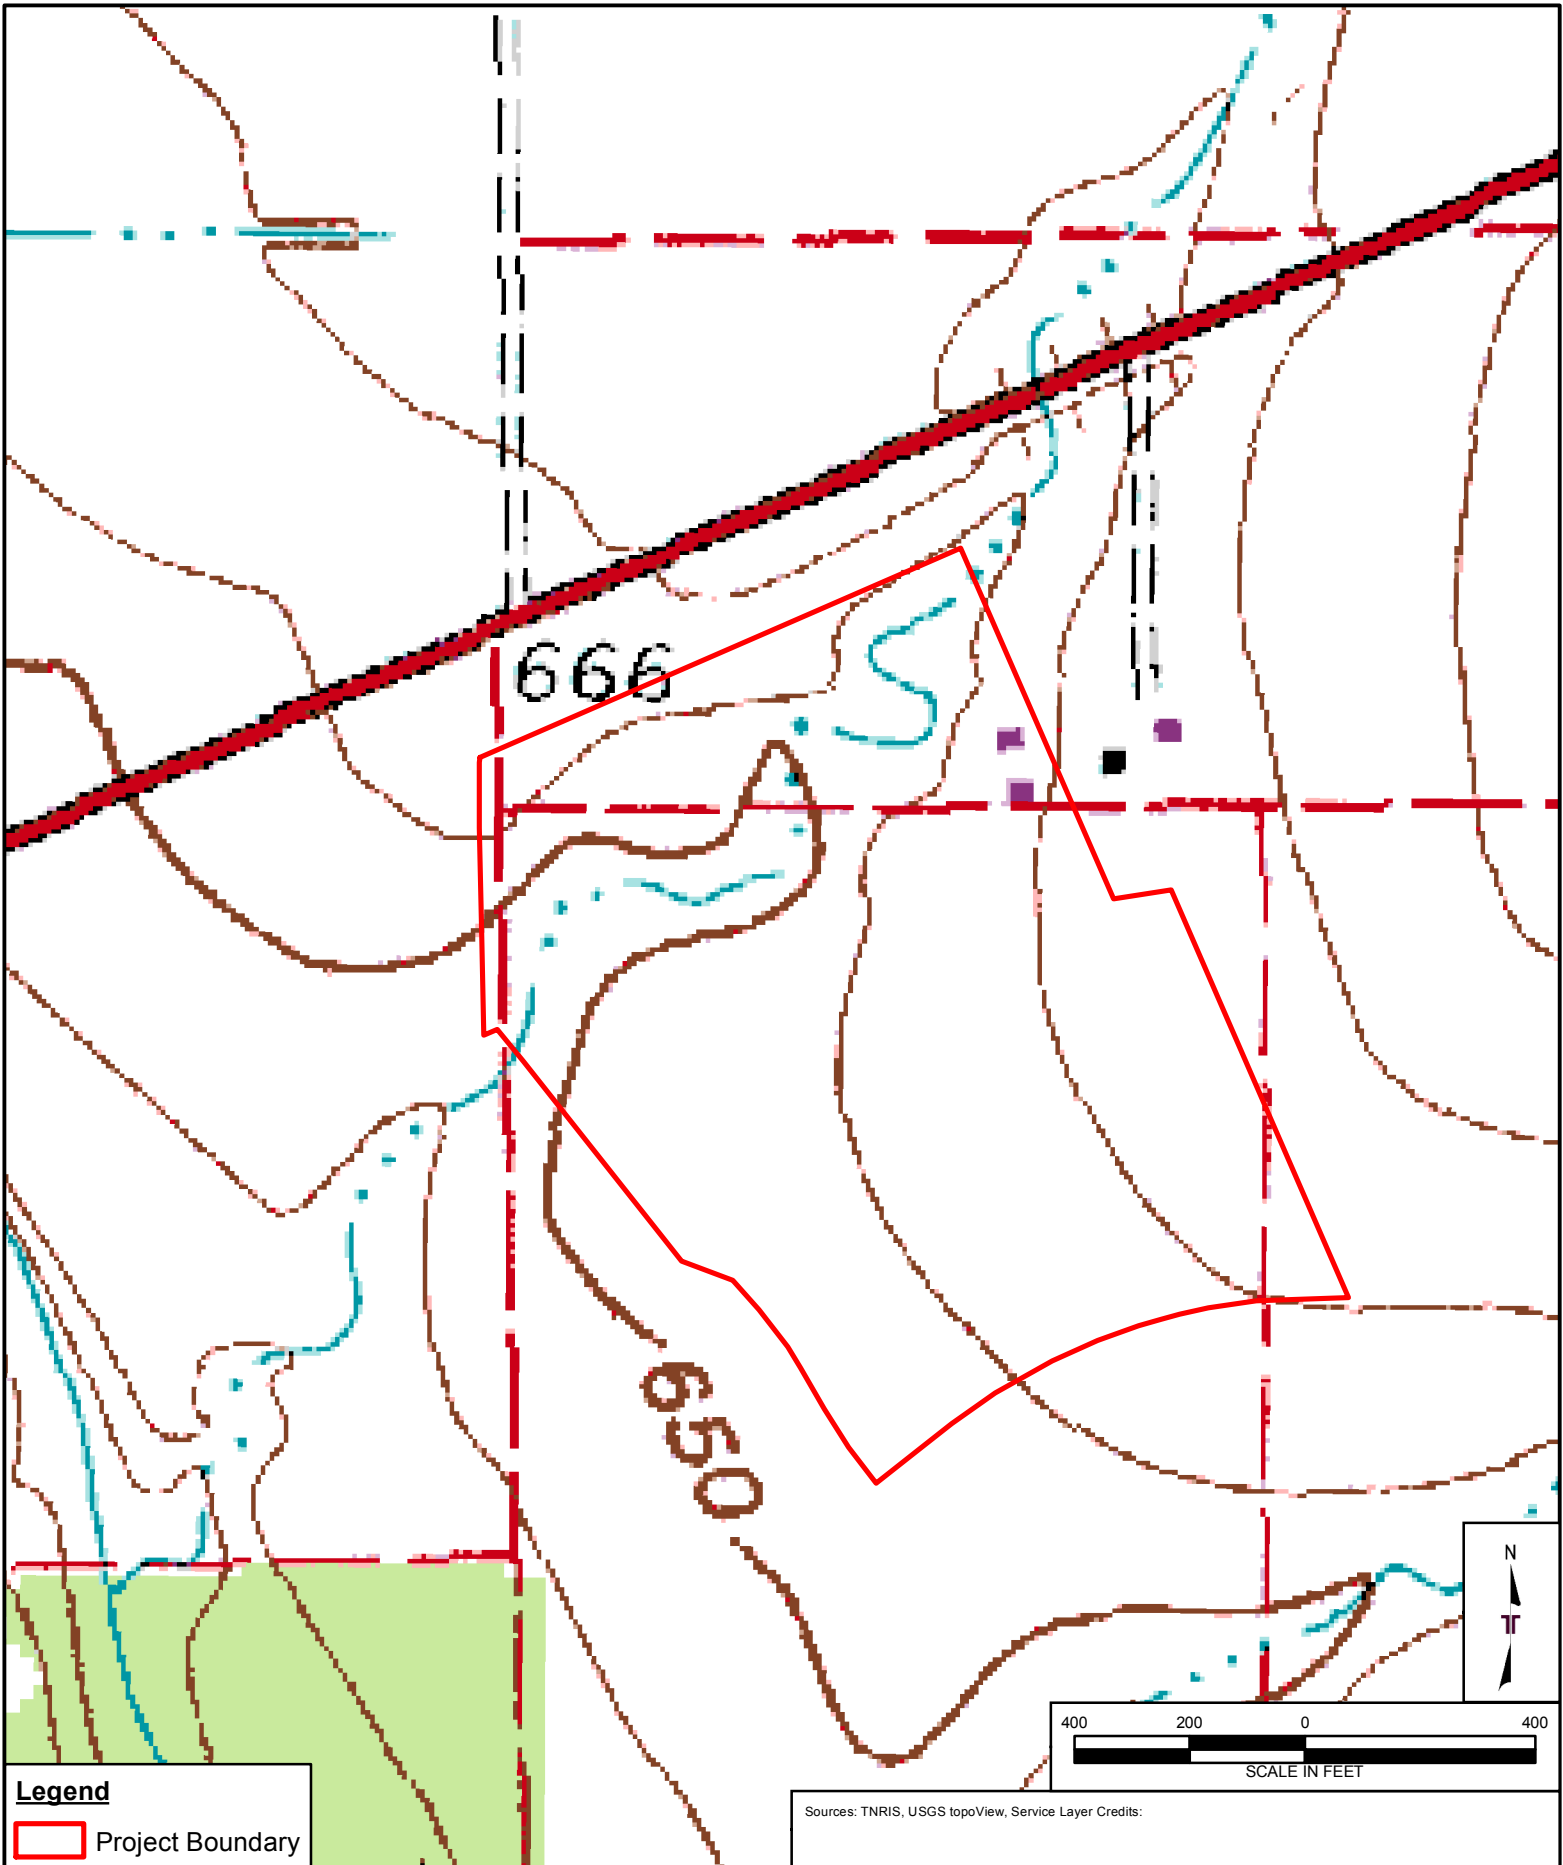 666
650
N
400 200 0 400
SCALE IN FEET
Legend
Project Boundary
Sources: TNRIS, USGS topoView, Service Layer Credits: